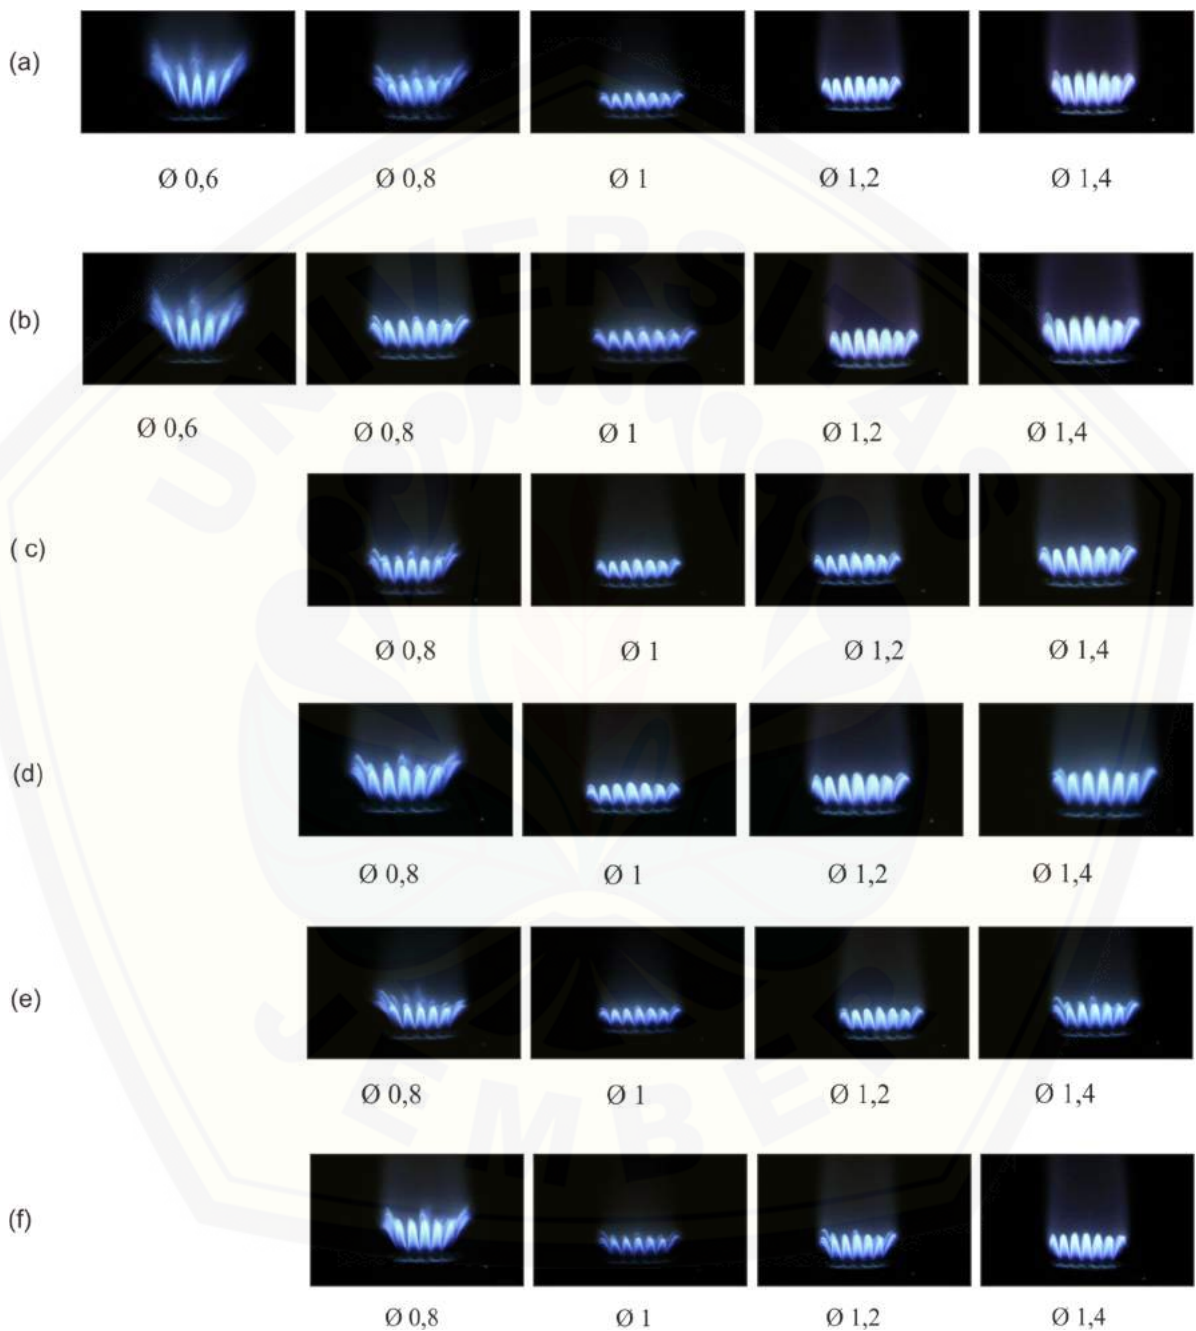 (a)
Ø 0,6 Ø 0,8 Ø 1 Ø 1,2 Ø 1,4
(b)
Ø 0,6 Ø 0,8 Ø 1 Ø 1,2 Ø 1,4
( c)
Ø 0,8 Ø 1 Ø 1,2 Ø 1,4
(d)
Ø 0,8 Ø 1 Ø 1,2 Ø 1,4
(e)
Ø 0,8 Ø 1 Ø 1,2 Ø 1,4
(f)
Ø 0,8 Ø 1 Ø 1,2 Ø 1,4
UNIVERSITAS
JEMBER